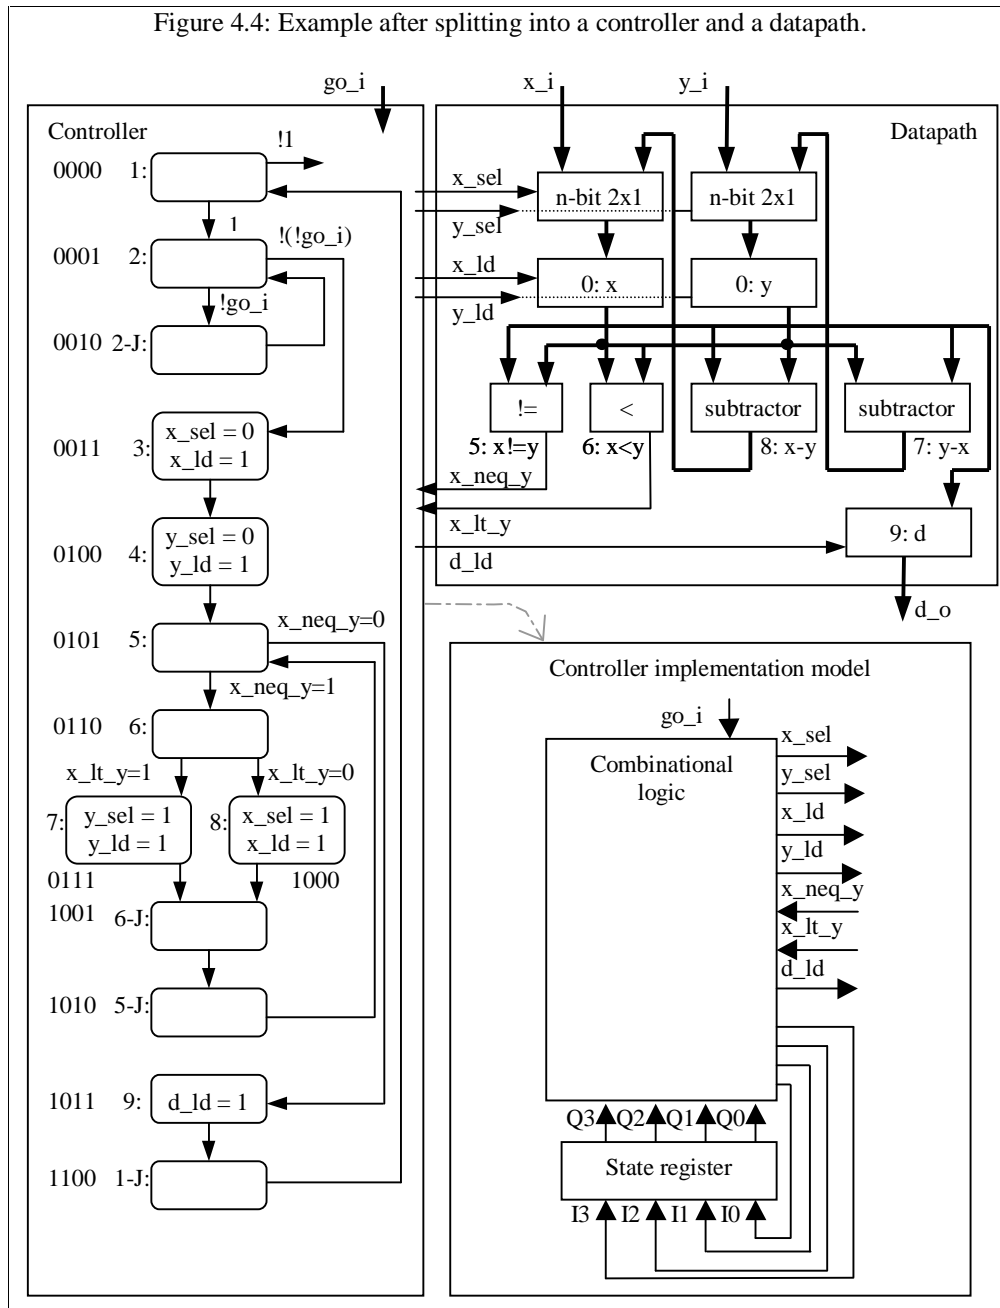 Figure 4.4: Example after splitting into a controller and a datapath.
go_i
x_i
y_i
Controller
!1
0000 1:
1
!(!go_i)
0001 2:
!go_i
0010 2-J:
0011 3:
x_sel = 0
x_ld = 1
0100 4:
y_sel = 0
y_ld = 1
x_neq_y=0
0101 5:
x_neq_y=1
0110 6:
x_lt_y=1
x_lt_y=0
7:
y_sel = 1
y_ld = 1
8:
x_sel = 1
x_ld = 1
0111
1000
1001 6-J:
1010 5-J:
1011 9:
d_ld = 1
1100 1-J:
Datapath
x_sel
n-bit 2x1
n-bit 2x1
y_sel
x_ld
0: x
0: y
y_ld
!=
<
subtractor
subtractor
5: x!=y
6: x<y
8: x-y
7: y-x
x_neq_y
x_lt_y
9: d
d_ld
d_o
Controller implementation model
go_i
Combinational
logic
x_sel
y_sel
x_ld
y_ld
x_neq_y
x_lt_y
d_ld
Q3 Q2 Q1 Q0
State register
I3 I2 I1 I0